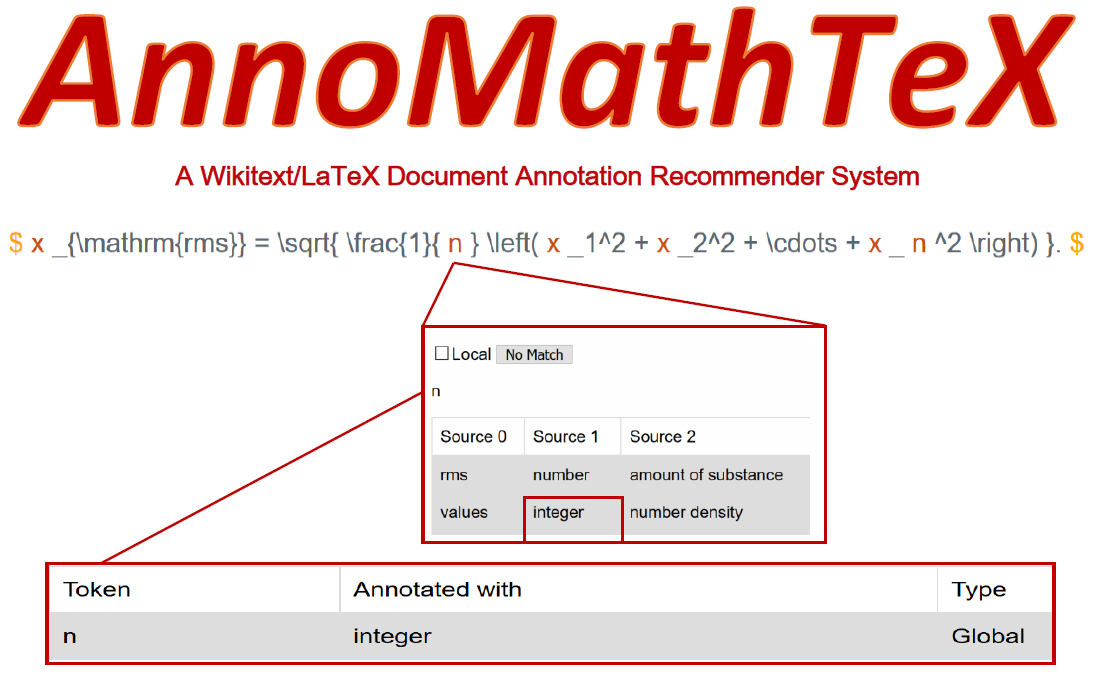 AnnoMathTeX
A Wikitext/LaTeX Document Annotation Recommender System
$ x _{\mathrm{rms}} = \sqrt{ \frac{1}{ n } \left( x _1^2 + x _2^2 + \cdots + x _ n ^2 \right) }. $
Local No Match
n
Source 0 Source 1 Source 2
rms number amount of substance
values integer number density
Token Annotated with Type
n integer Global